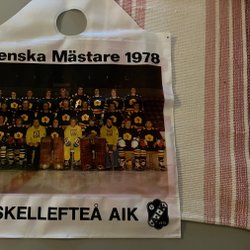 enska Mästare 1978
SKELLEFTEÅ AIK